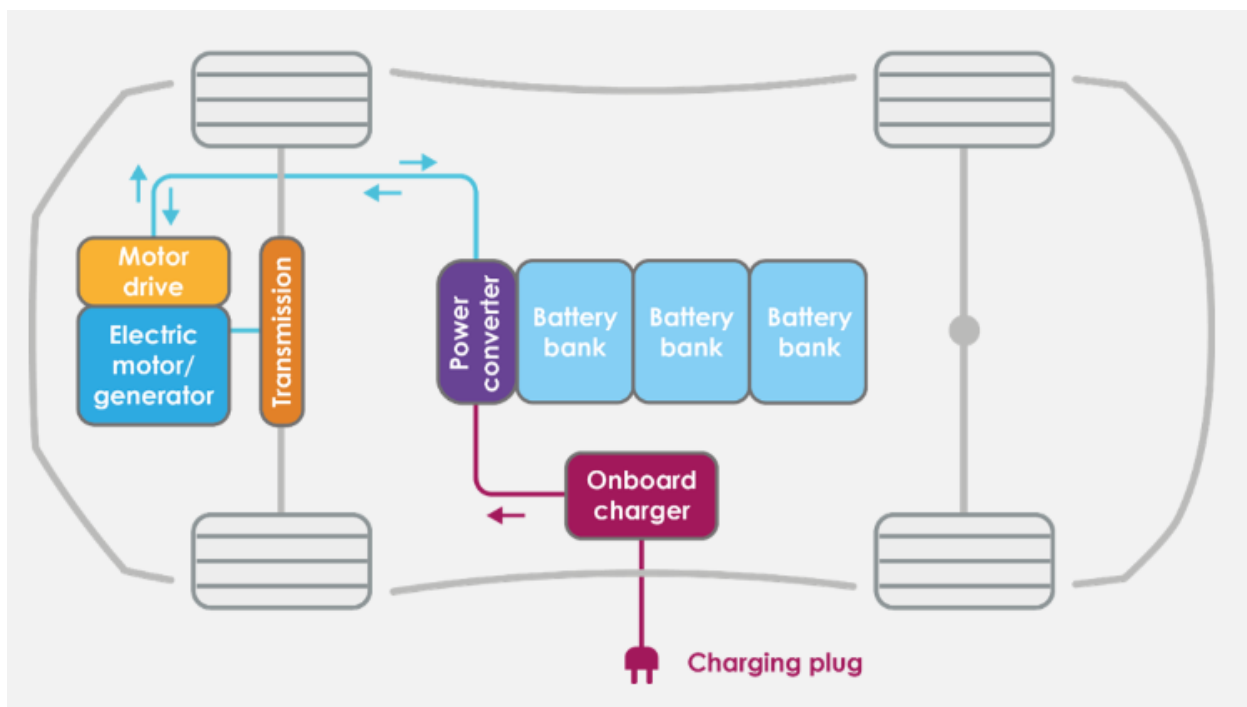 Motor
drive
Electric
motor/
generator
Transmission
Power
converter
Battery
bank
Battery
bank
Battery
bank
Onboard
charger
Charging plug